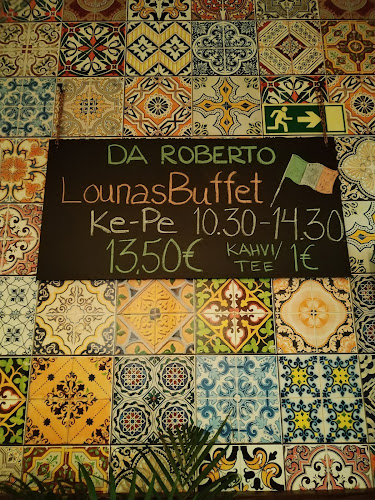 DA ROBERTO
LounasBuffet
Ke-Pe 10.30-14.30
13,50€ KAHVI/
TEE 1€